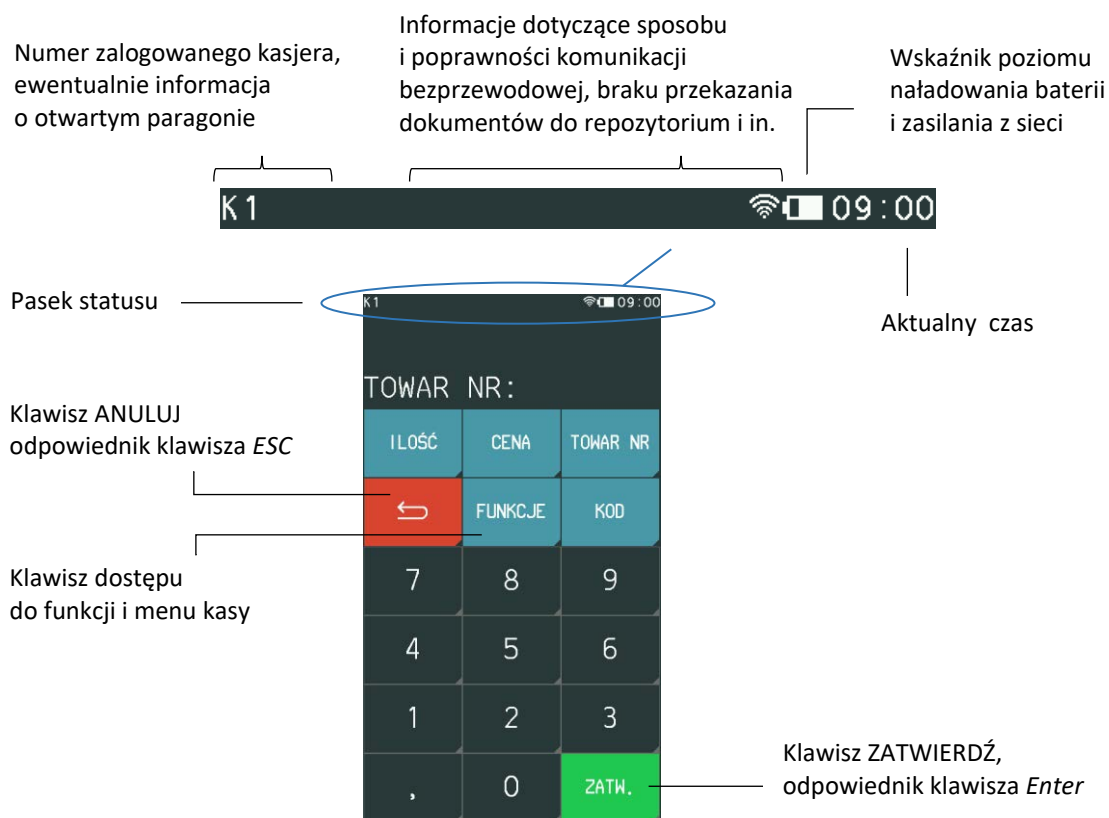 Numer zalogowanego kasjera,
ewentualnie informacja
o otwartym paragonie
Informacje dotyczące sposobu
i poprawności komunikacji
bezprzewodowej, braku przekazania
dokumentów do repozytorium i in.
Wskaźnik poziomu
naładowania baterii
i zasilania z sieci
K1 09:00
Pasek statusu
K1 09:00
Aktualny czas
TOWAR NR:
Klawisz ANULUJ
odpowiednik klawisza ESC
ILOŚĆ CENA TOWAR NR
FUNKCJE KOD
Klawisz dostępu
do funkcji i menu kasy
7 8 9
4 5 6
1 2 3
, 0 ZATW.
Klawisz ZATWIERDŹ,
odpowiednik klawisza Enter